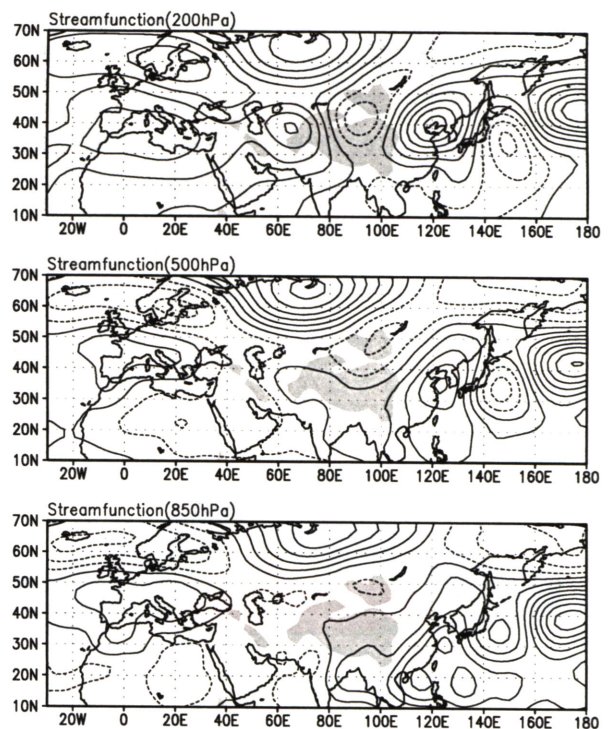 Streamfunction(200hPa)
70N
60N
50N
40N
30N
20N
10N
20W 0 20E 40E 60E 80E 100E 120E 140E 160E 180
Streamfunction(500hPa)
70N
60N
50N
40N
30N
20N
10N
20W 0 20E 40E 60E 80E 100E 120E 140E 160E 180
Streamfunction(850hPa)
70N
60N
50N
40N
30N
20N
10N
20W 0 20E 40E 60E 80E 100E 120E 140E 160E 180